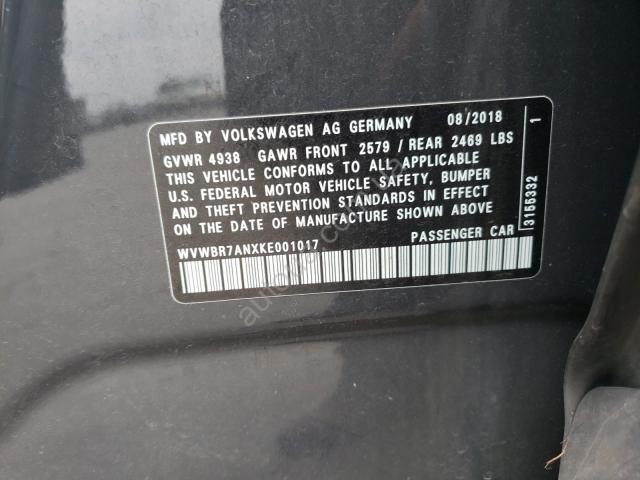 MFD BY VOLKSWAGEN AG GERMANY 08/2018
GVWR 4938 GAWR FRONT 2579 / REAR 2469 LBS
THIS VEHICLE CONFORMS TO ALL APPLICABLE
U.S. FEDERAL MOTOR VEHICLE SAFETY, BUMPER
AND THEFT PREVENTION STANDARDS IN EFFECT
ON THE DATE OF MANUFACTURE SHOWN ABOVE
WVWBR7ANXKE001017 PASSENGER CAR
3155332 1